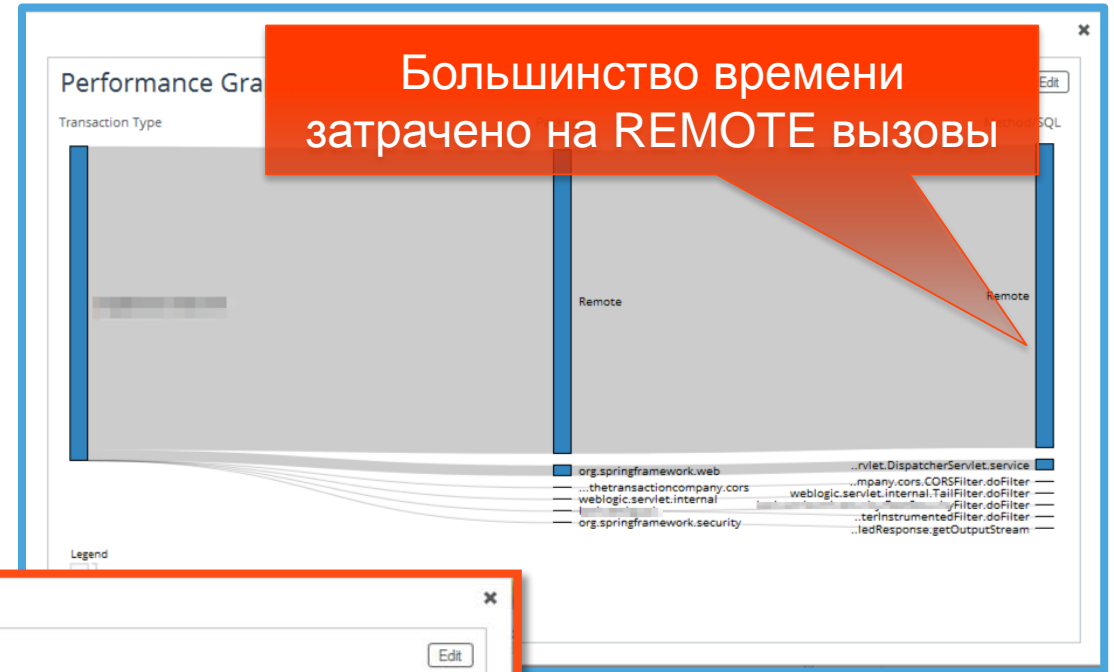 Большинство времени
затрачено на REMOTE вызовы
Performance Gra
Edit
Transaction Type
SQL
Remote
Remote
org.springframework.web
..rvlet.DispatcherServlet.service
...thetransactioncompany.cors
..mpany.cors.CORSFilter.doFilter
weblogic.servlet.internal
weblogic.servlet.internal.TailFilter.doFilter
yFilter.doFilter
org.springframework.security
..terInstrumentedFilter.doFilter
..ledResponse.getOutputStream
Legend
Edit